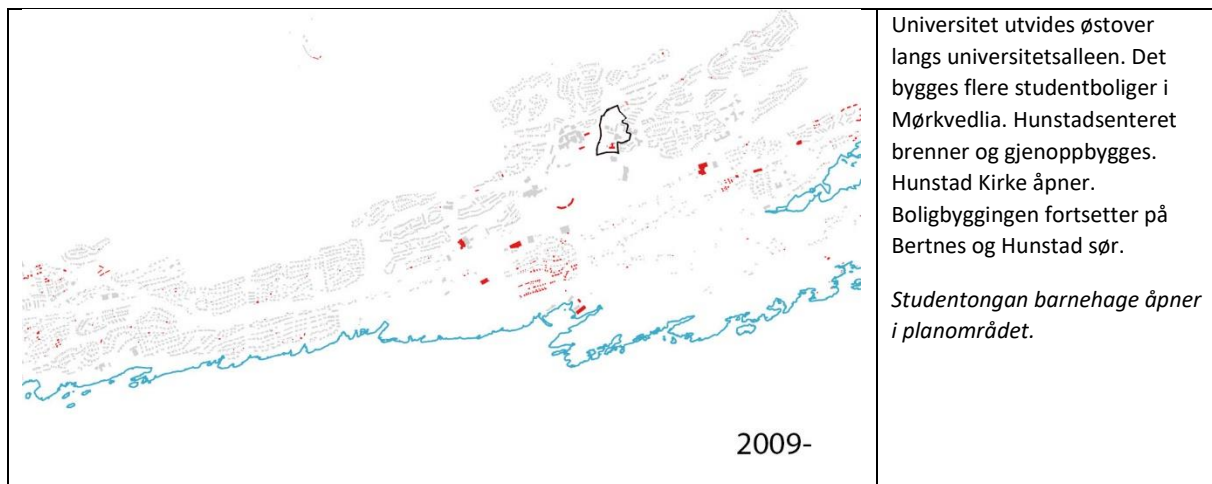 Universitet utvides østover
langs universitetsalleen. Det
bygges flere studentboliger i
Mørkvedlia. Hunstadsenteret
brenner og gjenoppbygges.
Hunstad Kirke åpner.
Boligbyggingen fortsetter på
Bertnes og Hunstad sør.
Studentongan barnehage åpner
i planområdet.
2009-